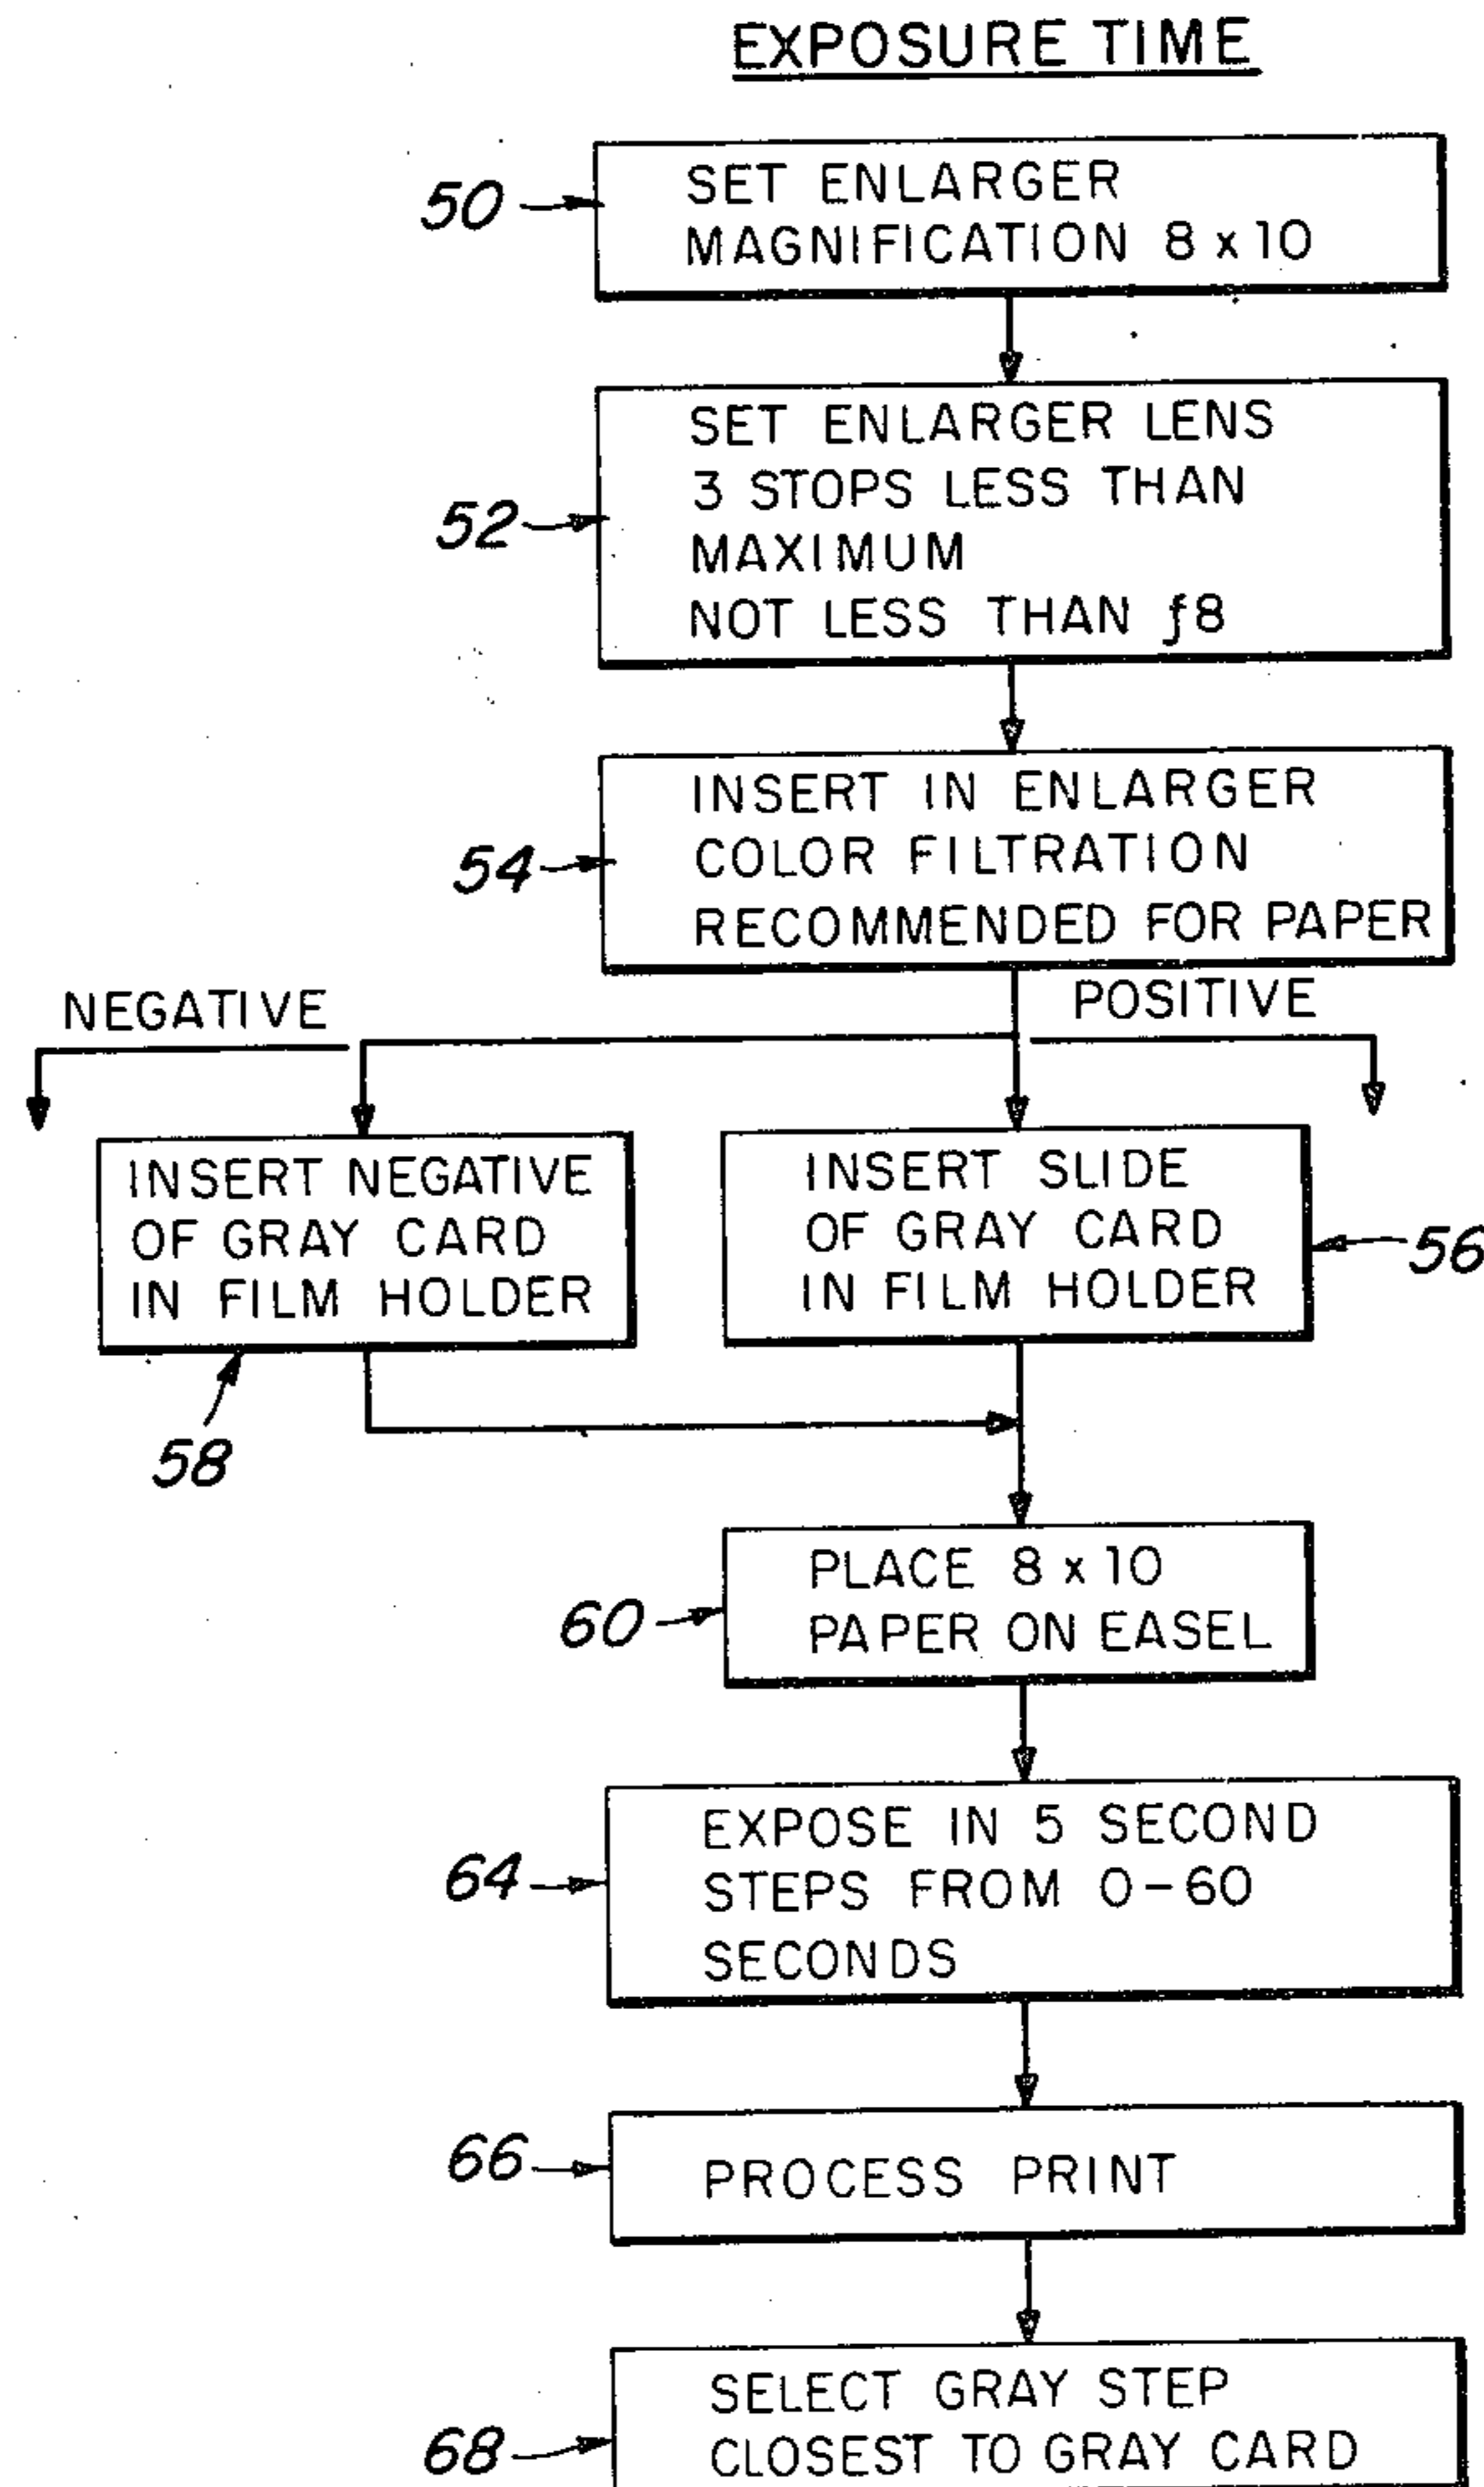 EXPOSURE TIME
50
SET ENLARGER
MAGNIFICATION 8 x 10
52
SET ENLARGER LENS
3 STOPS LESS THAN
MAXIMUM
NOT LESS THAN ƒ8
54
INSERT IN ENLARGER
COLOR FILTRATION
RECOMMENDED FOR PAPER
NEGATIVE
POSITIVE
INSERT NEGATIVE
OF GRAY CARD
IN FILM HOLDER
58
INSERT SLIDE
OF GRAY CARD
IN FILM HOLDER
56
60
PLACE 8 x 10
PAPER ON EASEL
64
EXPOSE IN 5 SECOND
STEPS FROM 0-60
SECONDS
66
PROCESS PRINT
68
SELECT GRAY STEP
CLOSEST TO GRAY CARD